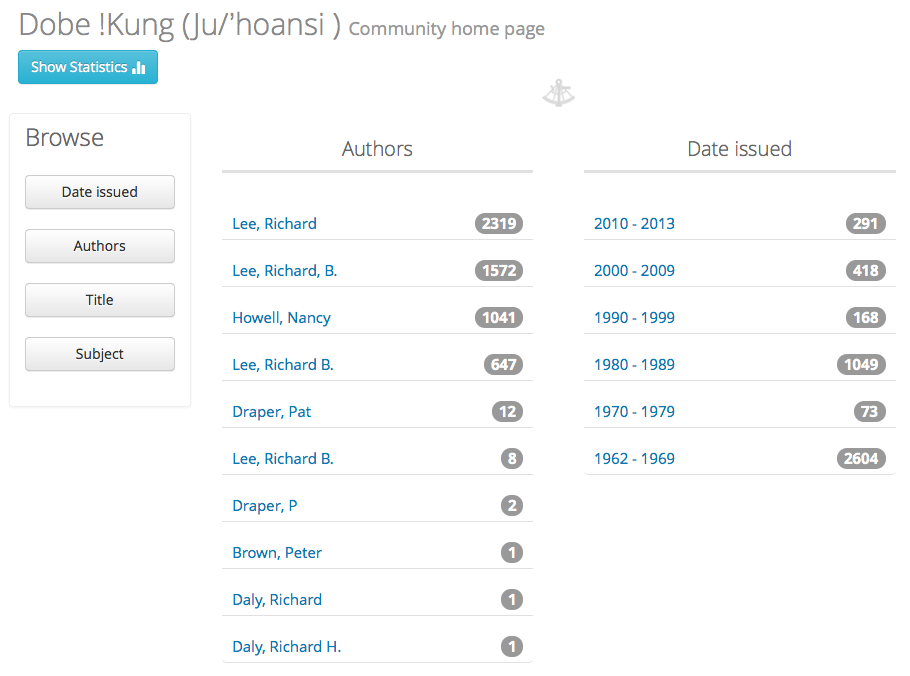 Dobe !Kung (Ju/’hoansi ) Community home page
Show Statistics
Browse
Date issued
Authors
Title
Subject
Authors
Lee, Richard 2319
Lee, Richard, B. 1572
Howell, Nancy 1041
Lee, Richard B. 647
Draper, Pat 12
Lee, Richard B. 8
Draper, P 2
Brown, Peter 1
Daly, Richard 1
Daly, Richard H. 1
Date issued
2010 - 2013 291
2000 - 2009 418
1990 - 1999 168
1980 - 1989 1049
1970 - 1979 73
1962 - 1969 2604